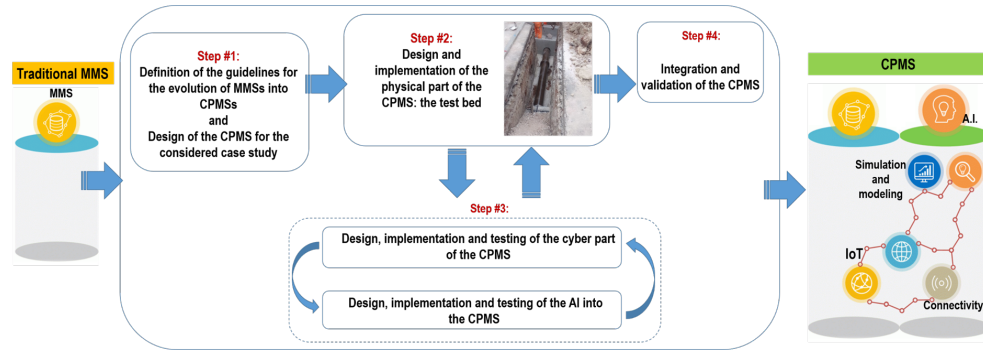 Traditional MMS
MMS
Step #1:
Definition of the guidelines for
the evolution of MMSs into
CPMSs
and
Design of the CPMS for the
considered case study
Step #2:
Design and
implementation of the
physical part of the
CPMS: the test bed
Step #4:
Integration and
validation of the CPMS
Step #3:
Design, implementation and testing of the cyber part
of the CPMS
Design, implementation and testing of the AI into
the CPMS
CPMS
A.I.
Simulation
and
modeling
IoT
Connectivity